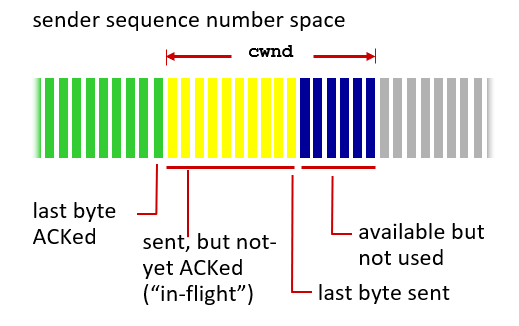 sender sequence number space
cwnd
last byte
ACKed
sent, but not-
yet ACKed
(“in-flight”)
last byte sent
available but
not used